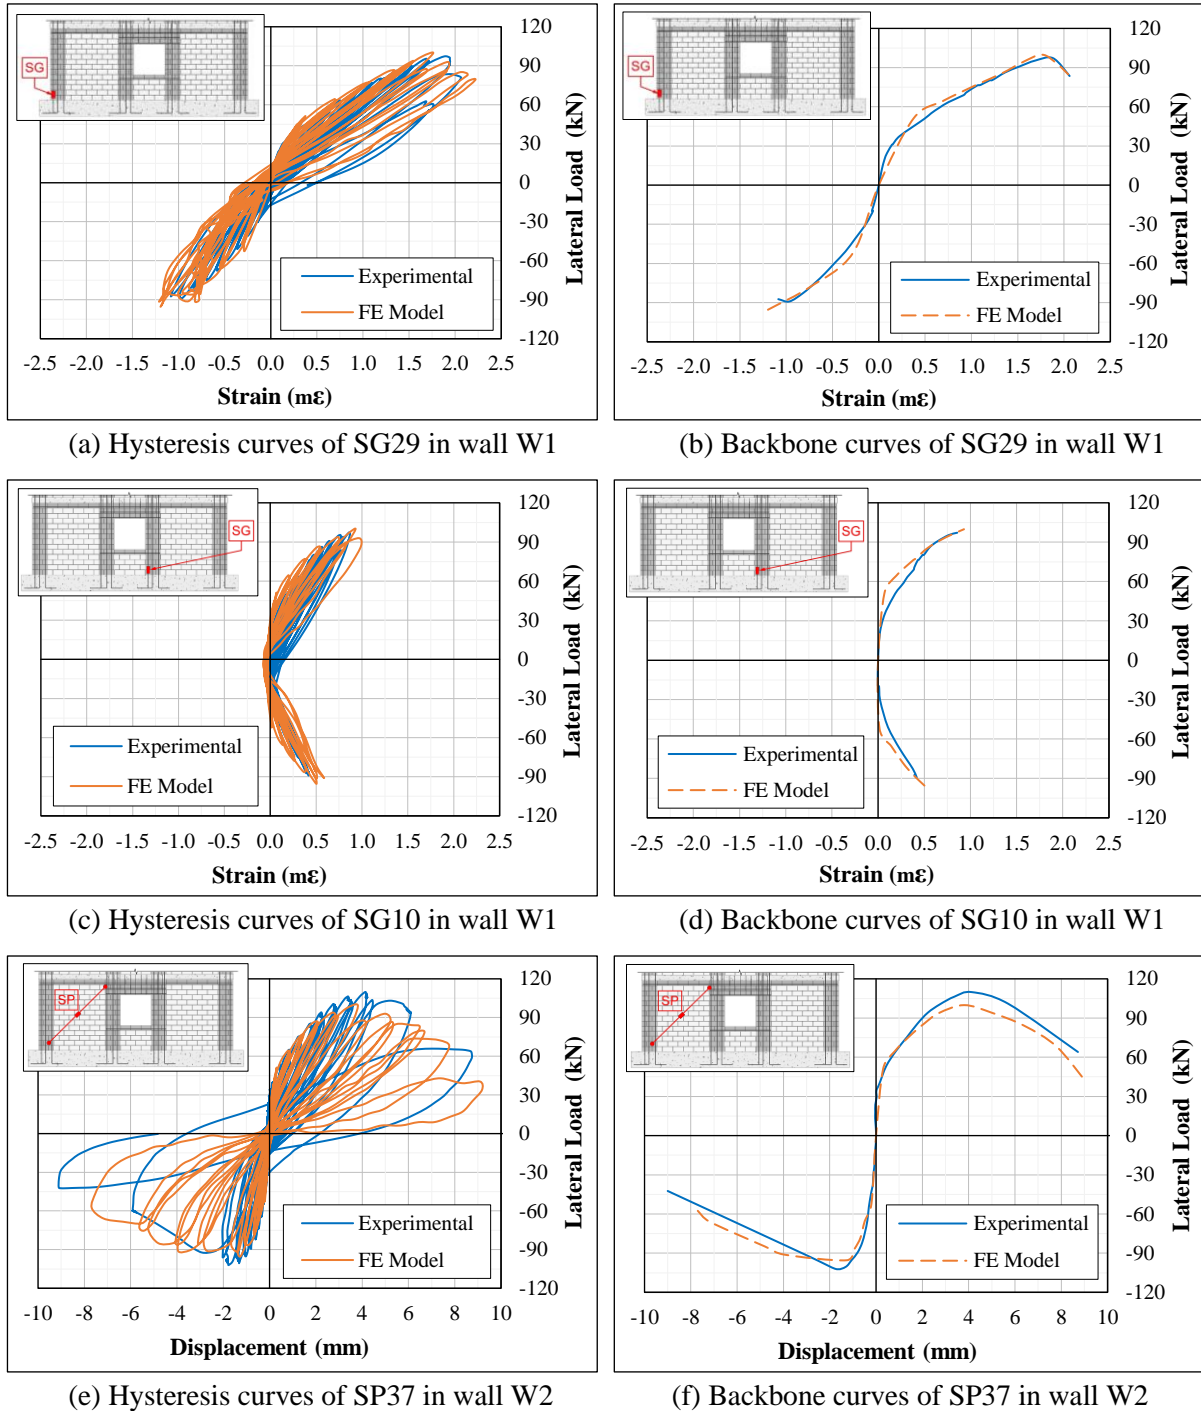 120
90
60
30
0
-30
-60
-90
-120
Lateral Load (kN)
SG
Experimental
FE Model
-2.5 -2.0 -1.5 -1.0 -0.5 0.0 0.5 1.0 1.5 2.0 2.5
Strain (mε)
(a) Hysteresis curves of SG29 in wall W1
120
90
60
30
0
-30
-60
-90
-120
Lateral Load (kN)
SG
Experimental
FE Model
-2.5 -2.0 -1.5 -1.0 -0.5 0.0 0.5 1.0 1.5 2.0 2.5
Strain (mε)
(b) Backbone curves of SG29 in wall W1
120
90
60
30
0
-30
-60
-90
-120
Lateral Load (kN)
SG
Experimental
FE Model
-2.5 -2.0 -1.5 -1.0 -0.5 0.0 0.5 1.0 1.5 2.0 2.5
Strain (mε)
(c) Hysteresis curves of SG10 in wall W1
120
90
60
30
0
-30
-60
-90
-120
Lateral Load (kN)
SG
Experimental
FE Model
-2.5 -2.0 -1.5 -1.0 -0.5 0.0 0.5 1.0 1.5 2.0 2.5
Strain (mε)
(d) Backbone curves of SG10 in wall W1
120
90
60
30
0
-30
-60
-90
-120
Lateral Load (kN)
SP
Experimental
FE Model
-10 -8 -6 -4 -2 0 2 4 6 8 10
Displacement (mm)
(e) Hysteresis curves of SP37 in wall W2
120
90
60
30
0
-30
-60
-90
-120
Lateral Load (kN)
SP
Experimental
FE Model
-10 -8 -6 -4 -2 0 2 4 6 8 10
Displacement (mm)
(f) Backbone curves of SP37 in wall W2